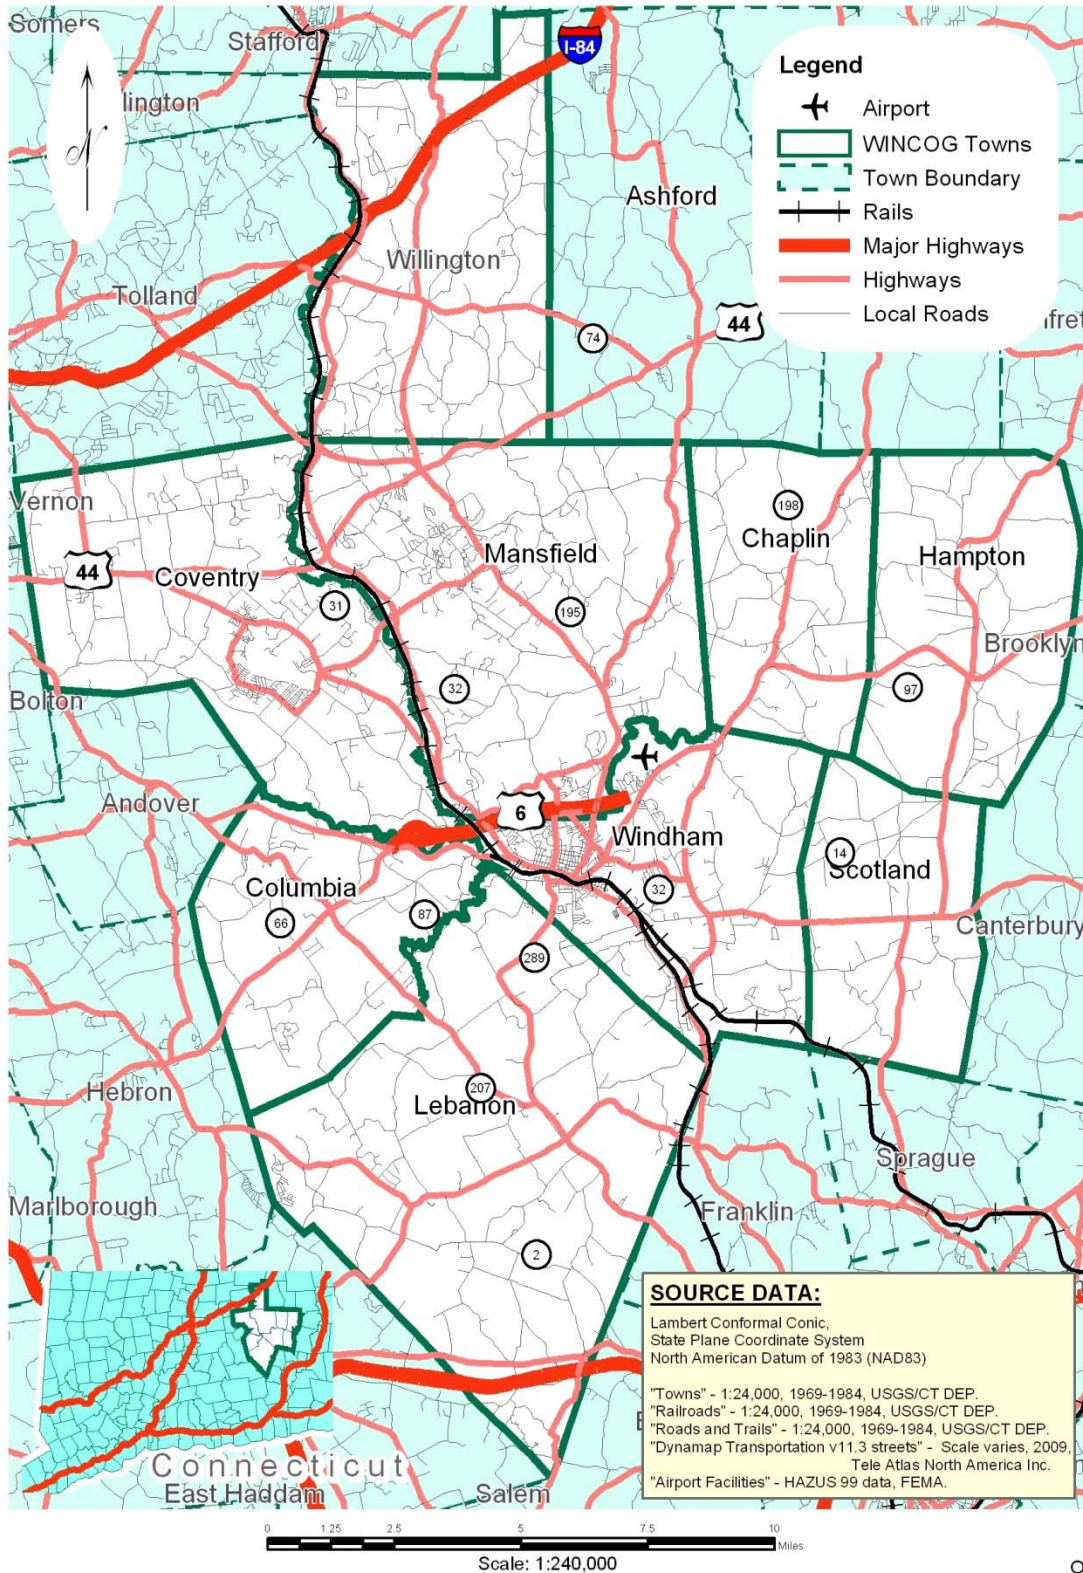 Somers
Stafford
I-84
Legend
Airport
WINCOG Towns
Town Boundary
Rails
Major Highways
Highways
Local Roads
lington
N
Ashford
Willington
Tolland
44
74
Vernon
198
Chaplin
Mansfield
Hampton
44
Coventry
31
195
Brooklyn
32
97
Bolton
Andover
6
Windham
14
Scotland
Columbia
32
66
87
Canterbury
289
Hebron
207
Lebanon
Sprague
Marlborough
Franklin
2
SOURCE DATA:
Lambert Conformal Conic,
State Plane Coordinate System
North American Datum of 1983 (NAD83)
"Towns" - 1:24,000, 1969-1984, USGS/CT DEP.
"Railroads" - 1:24,000, 1969-1984, USGS/CT DEP.
"Roads and Trails" - 1:24,000, 1969-1984, USGS/CT DEP.
"Dynamap Transportation v11.3 streets" - Scale varies, 2009,
Tele Atlas North America Inc.
"Airport Facilities" - HAZUS 99 data, FEMA.
Connecticut
East Haddam
Salem
0 1.25 2.5 5 7.5 10
Miles
Scale: 1:240,000